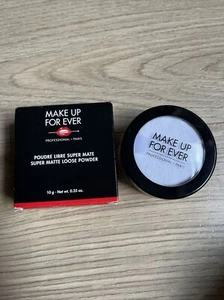 MAKE UP
FOR EVER
PROFESSIONAL - PARIS
POUDRE LIBRE SUPER MATE
SUPER MATTE LOOSE POWDER
10 g - Net wt. 0.35 oz.
MAKE UP
FOR EVER
PROFESSIONAL - PARIS